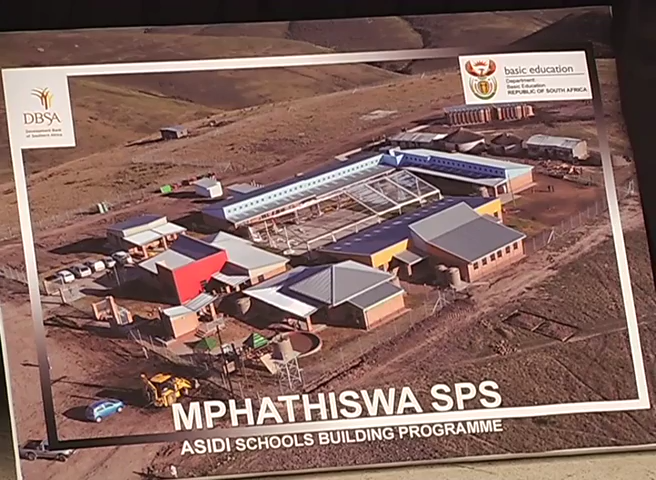 DBSA
Development Bank
of Southern Africa
basic education
Department:
Basic Education
REPUBLIC OF SOUTH AFRICA
MPHATHISWA SPS
ASIDI SCHOOLS BUILDING PROGRAMME